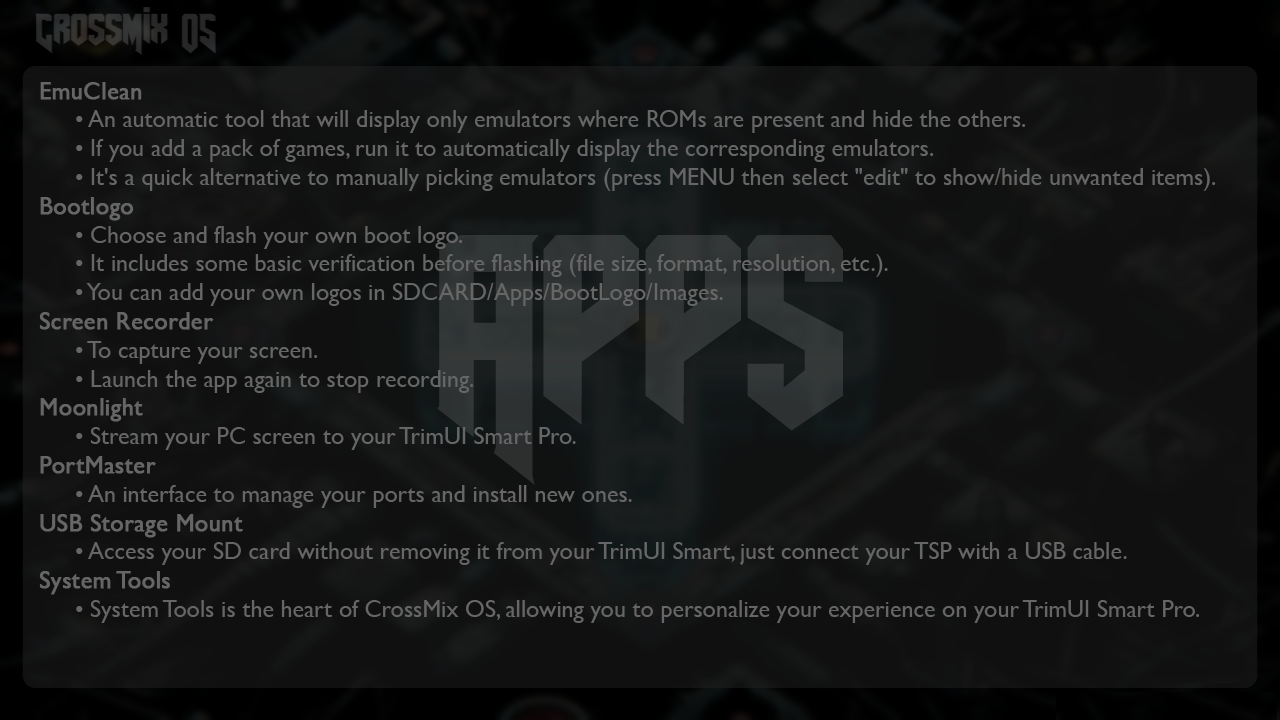 CROSSMIX OS
EmuClean
• An automatic tool that will display only emulators where ROMs are present and hide the others.
• If you add a pack of games, run it to automatically display the corresponding emulators.
• It's a quick alternative to manually picking emulators (press MENU then select "edit" to show/hide unwanted items).
Bootlogo
• Choose and flash your own boot logo.
• It includes some basic verification before flashing (file size, format, resolution, etc.).
• You can add your own logos in SDCARD/Apps/BootLogo/Images.
Screen Recorder
• To capture your screen.
• Launch the app again to stop recording.
Moonlight
• Stream your PC screen to your TrimUI Smart Pro.
PortMaster
• An interface to manage your ports and install new ones.
USB Storage Mount
• Access your SD card without removing it from your TrimUI Smart, just connect your TSP with a USB cable.
System Tools
• System Tools is the heart of CrossMix OS, allowing you to personalize your experience on your TrimUI Smart Pro.
APPS